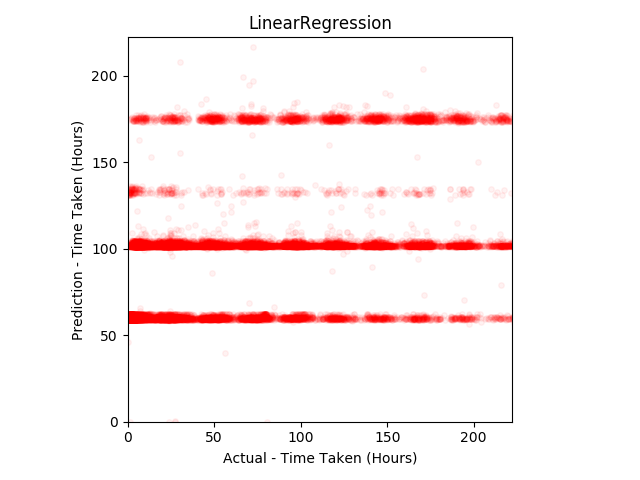 LinearRegression
Prediction - Time Taken (Hours)
200
150
100
50
0
0 50 100 150 200
Actual - Time Taken (Hours)